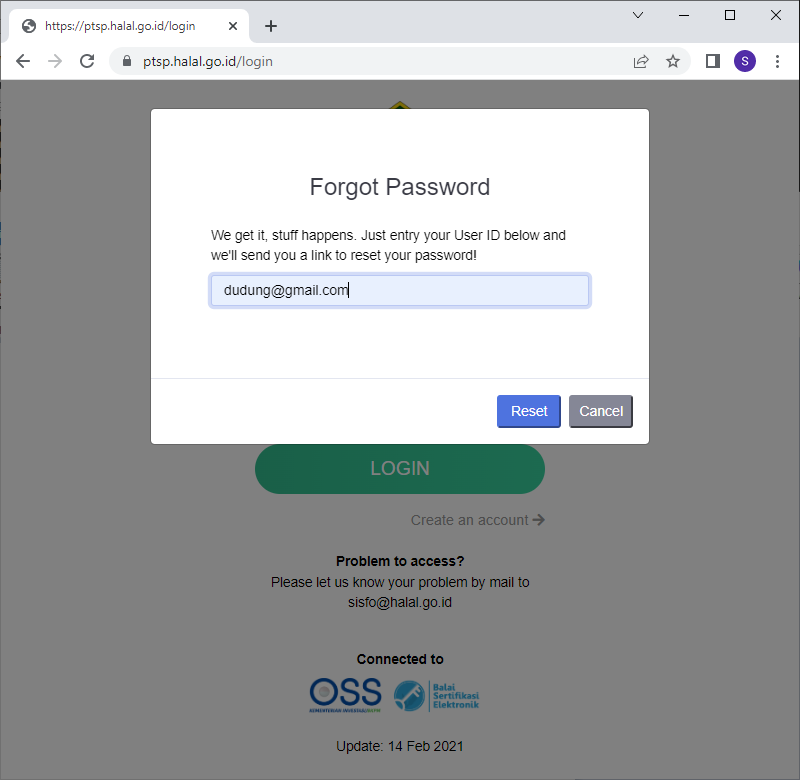 https://ptsp.halal.go.id/login
ptsp.halal.go.id/login
S
Forgot Password
We get it, stuff happens. Just entry your User ID below and
we'll send you a link to reset your password!
dudung@gmail.com
Reset
Cancel
LOGIN
Create an account
Problem to access?
Please let us know your problem by mail to
sisfo@halal.go.id
Connected to
OSS
Balai
Sertifikasi
Elektronik
Update: 14 Feb 2021